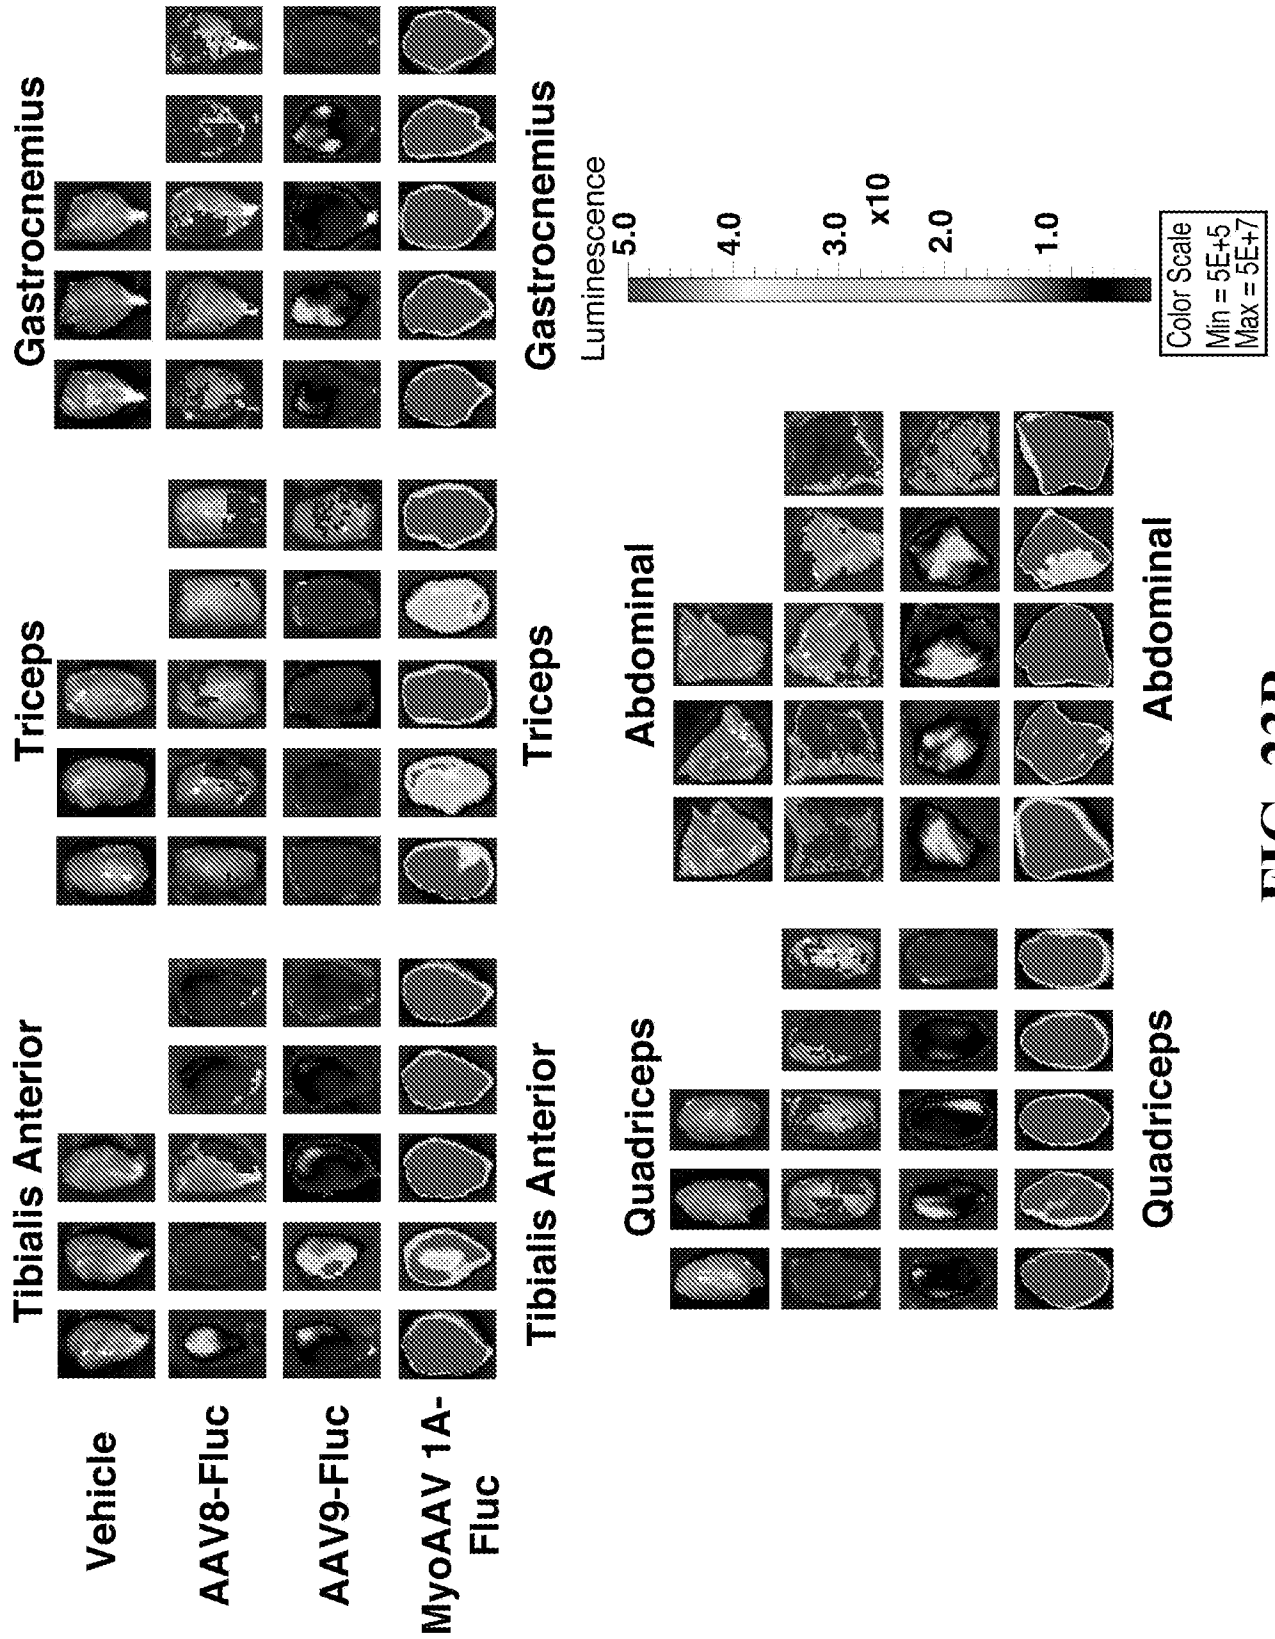 Tibialis Anterior
Triceps
Gastrocnemius
Vehicle
AAV8-Fluc
AAV9-Fluc
MyoAAV 1A-
Fluc
Tibialis Anterior
Triceps
Gastrocnemius
Quadriceps
Abdominal
Luminescence
5.0
4.0
3.0
x10
2.0
1.0
Color Scale
Min = 5E+5
Max = 5E+7
Quadriceps
Abdominal